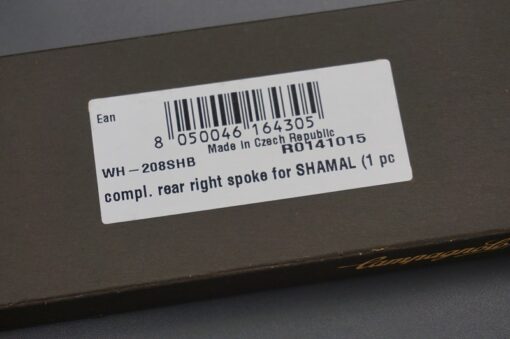 Ean
8 050046 164305
Made in Czech Republic
WH-208SHB R0141015
compl. rear right spoke for SHAMAL (1 pc
Campagnolo